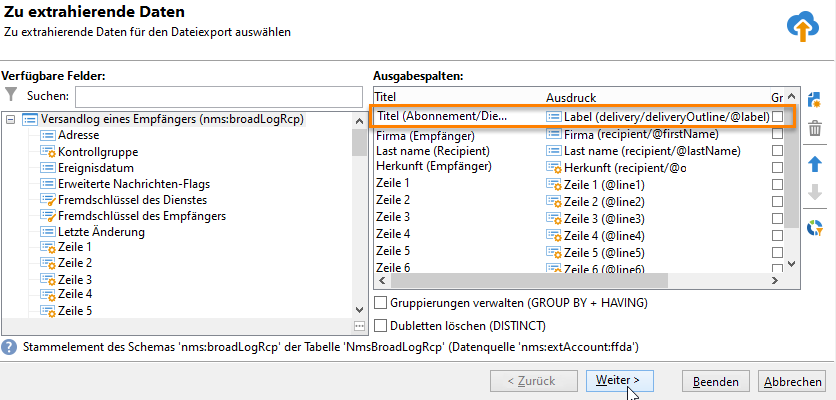 Zu extrahierende Daten
Zu extrahierende Daten für den Dateiexport auswählen
Verfügbare Felder:
Suchen:
Versandlog eines Empfängers (nms:broadLogRcp)
Adresse
Kontrollgruppe
Ereignisdatum
Erweiterte Nachrichten-Flags
Fremdschlüssel des Dienstes
Fremdschlüssel des Empfängers
Letzte Änderung
Zeile 1
Zeile 2
Zeile 3
Zeile 4
Zeile 5
Ausgabespalten:
Titel Ausdruck Gr
Titel (Abonnement/Die... Label (delivery/deliveryOutline/@label)
Firma (Empfänger) Firma (recipient/@firstName)
Last name (Recipient) Last name (recipient/@lastName)
Herkunft (Empfänger) Herkunft (recipient/@o
Zeile 1 Zeile 1 (@line1)
Zeile 2 Zeile 2 (@line2)
Zeile 3 Zeile 3 (@line3)
Zeile 4 Zeile 4 (@line4)
Zeile 5 Zeile 5 (@line5)
Zeile 6 Zeile 6 (@line6)
Gruppierungen verwalten (GROUP BY + HAVING)
Dubletten löschen (DISTINCT)
Stammelement des Schemas 'nms:broadLogRcp' der Tabelle 'NmsBroadLogRcp' (Datenquelle 'nms:extAccount:ffda')
< Zurück Weiter > Beenden Abbrechen